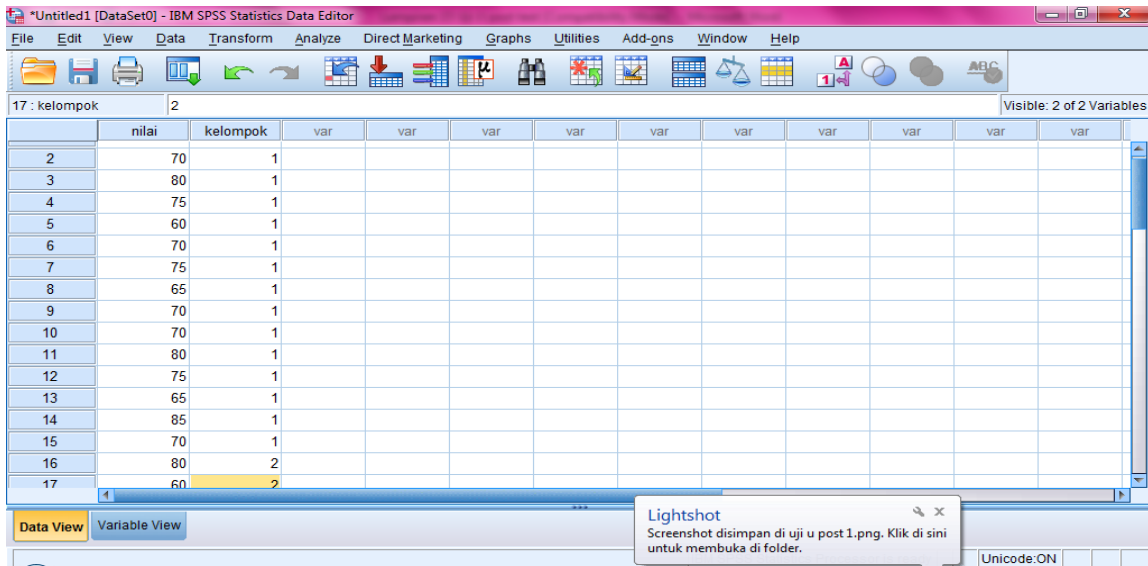 *Untitled1 [DataSet0] - IBM SPSS Statistics Data Editor
File Edit View Data Transform Analyze Direct Marketing Graphs Utilities Add-ons Window Help
17 : kelompok 2 Visible: 2 of 2 Variables
nilai kelompok var var var var var var var var var var
2 70 1
3 80 1
4 75 1
5 60 1
6 70 1
7 75 1
8 65 1
9 70 1
10 70 1
11 80 1
12 75 1
13 65 1
14 85 1
15 70 1
16 80 2
17 60 2
Data View Variable View
Lightshot
Screenshot disimpan di uji u post 1.png. Klik di sini
untuk membuka di folder.
Unicode:ON